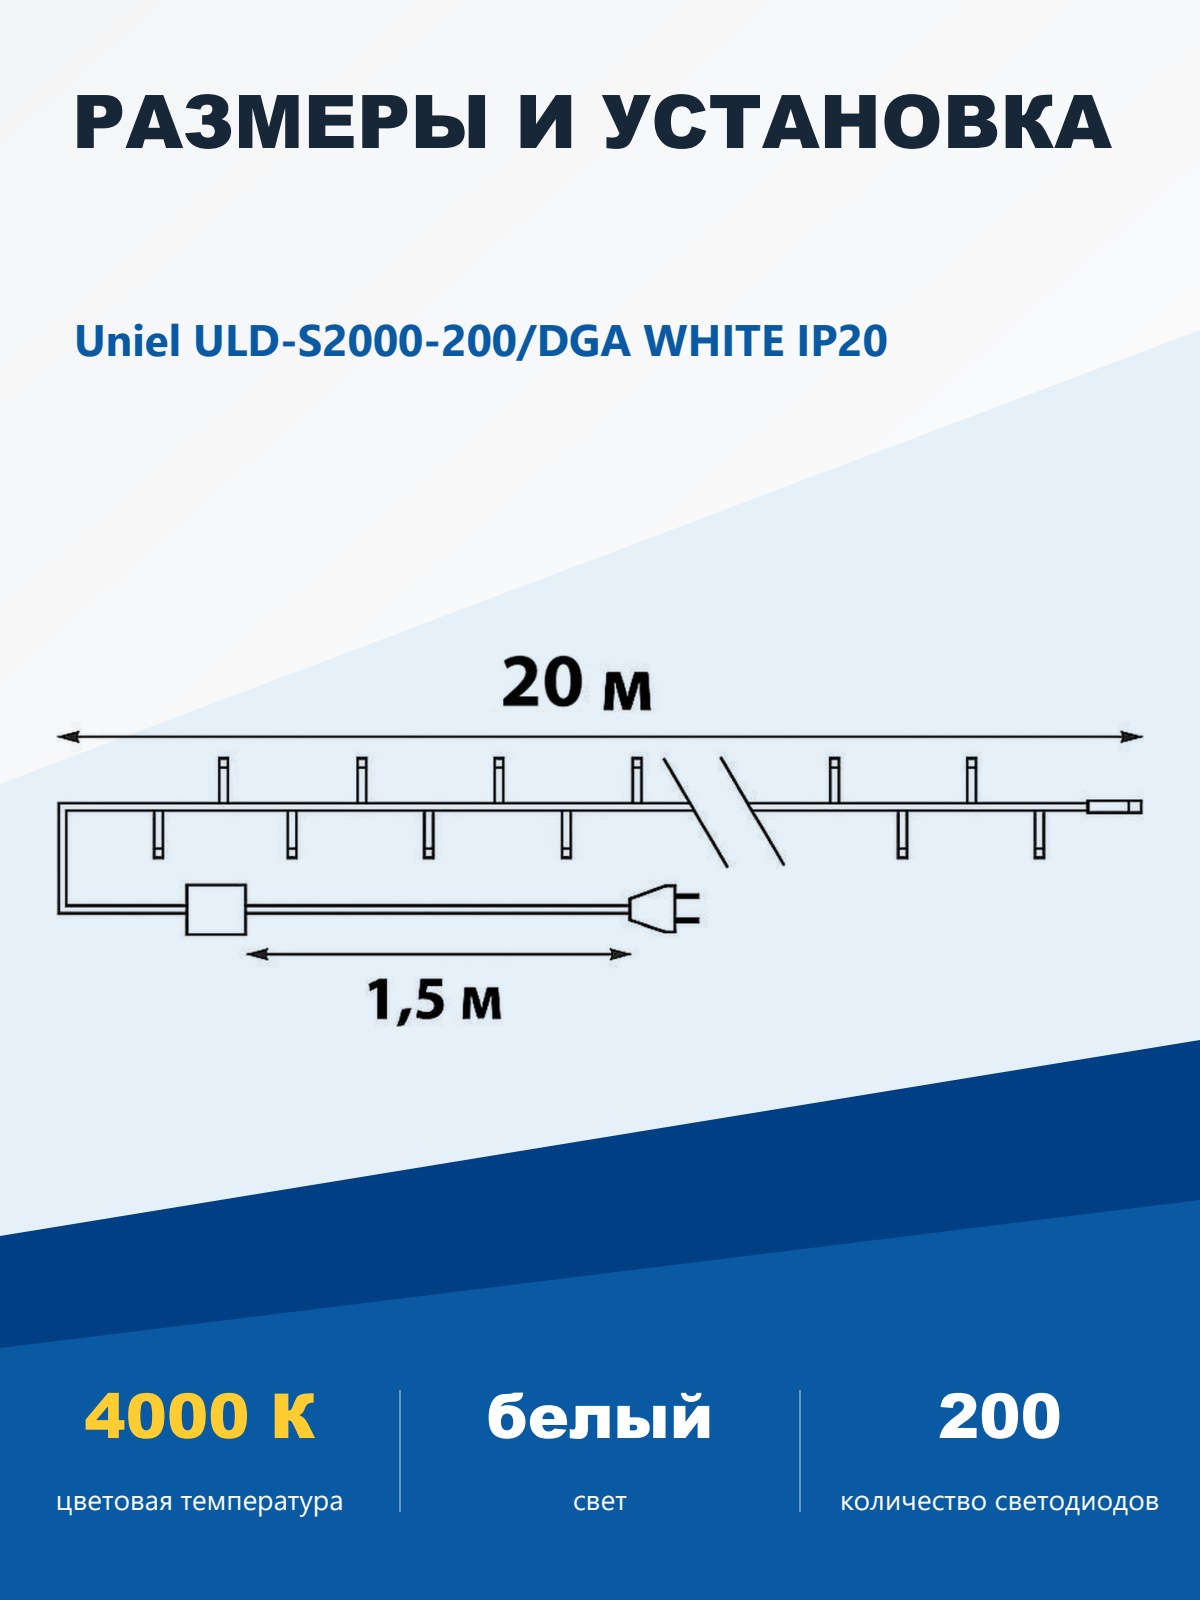 РАЗМЕРЫ И УСТАНОВКА
Uniel ULD-S2000-200/DGA WHITE IP20
20 м
1,5 м
4000 К
цветовая температура
белый
свет
200
количество светодиодов